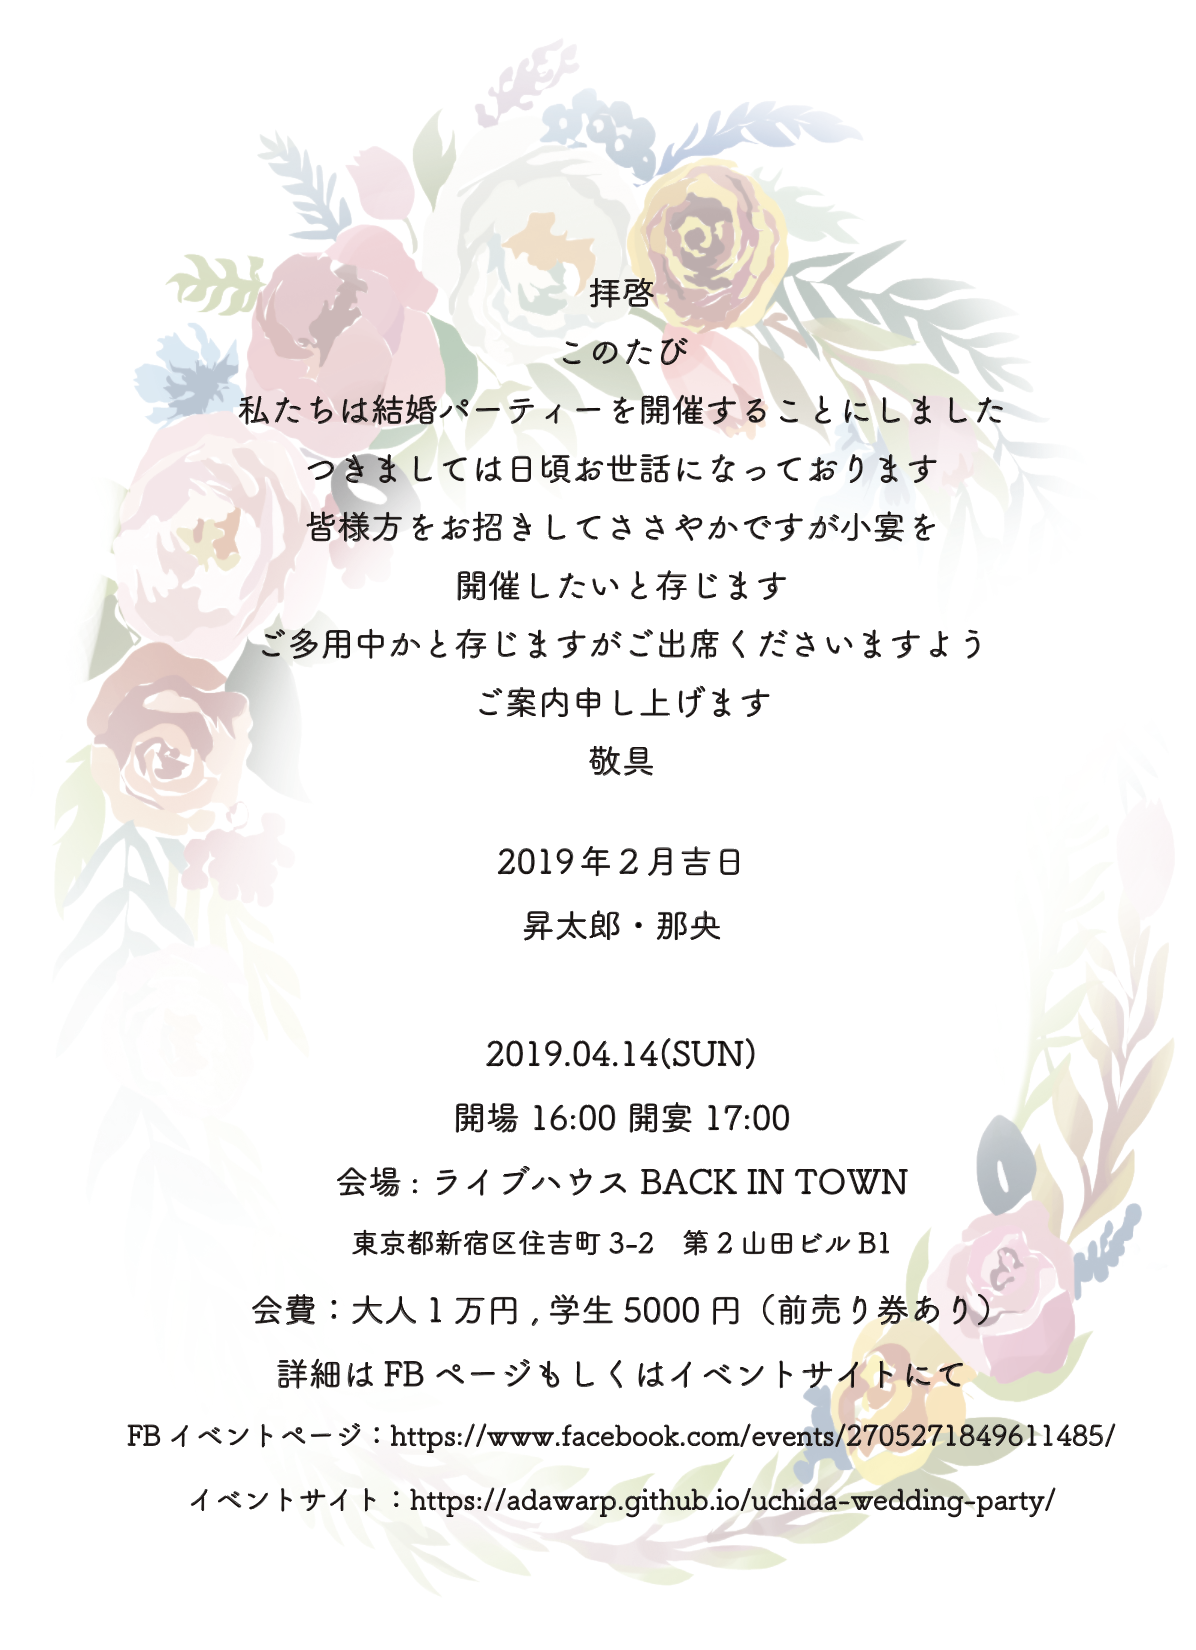 拝啓
このたび
私たちは結婚パーティーを開催することにしました
つきましては日頃お世話になっております
皆様方をお招きしてささやかですが小宴を
開催したいと存じます
ご多用中かと存じますがご出席くださいますよう
ご案内申し上げます
敬具
2019年２月吉日
昇太郎・那央
2019.04.14(SUN)
開場 16:00 開宴 17:00
会場：ライブハウス BACK IN TOWN
東京都新宿区住吉町 3-2　第２山田ビル B1
会費：大人 1 万円 , 学生 5000 円（前売り券あり）
詳細は FB ページもしくはイベントサイトにて
FB イベントページ：https://www.facebook.com/events/2705271849611485/
イベントサイト：https://adawarp.github.io/uchida-wedding-party/